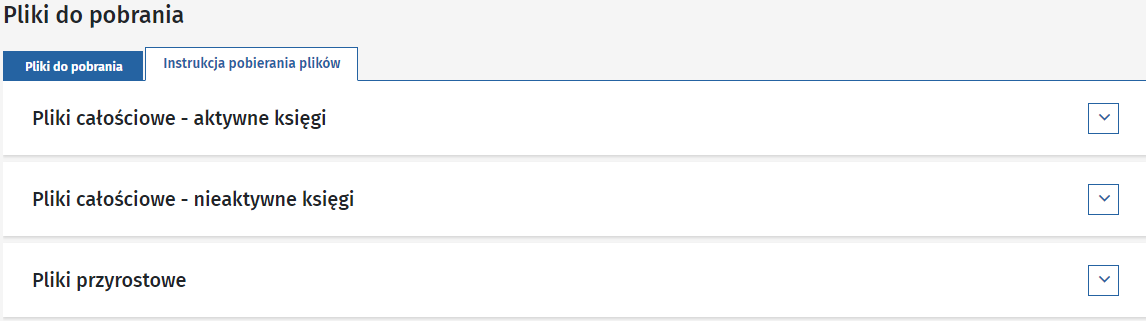 Pliki do pobrania
Pliki do pobrania
Instrukcja pobierania plików
Pliki całościowe - aktywne księgi
Pliki całościowe - nieaktywne księgi
Pliki przyrostowe